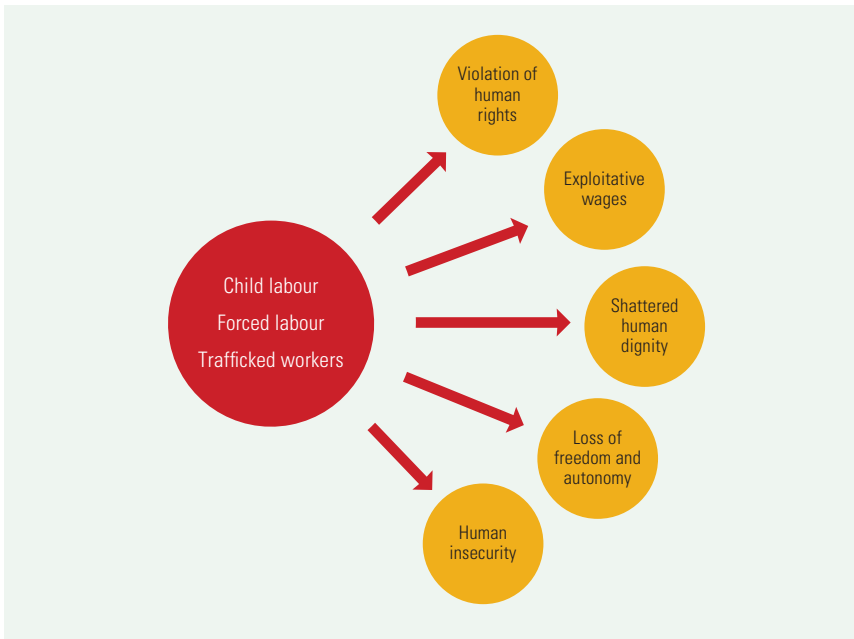 Violation of
human
rights
Exploitative
wages
Child labour
Forced labour
Trafficked workers
Shattered
human
dignity
Loss of
freedom and
autonomy
Human
insecurity